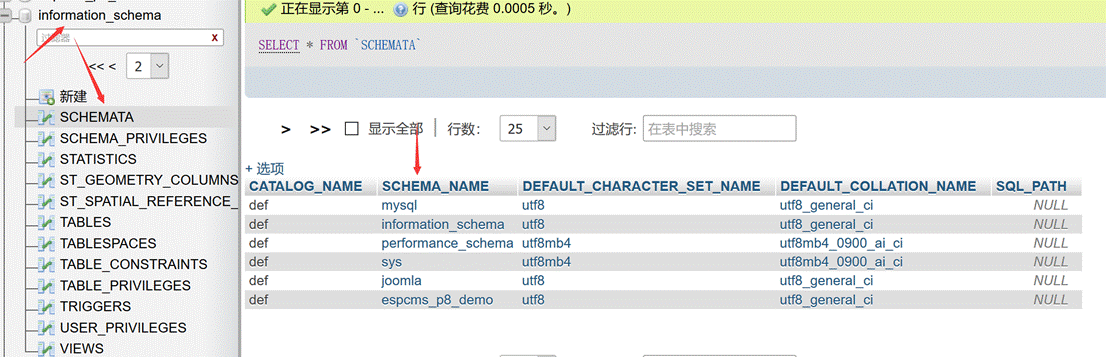 information_schema
X
<< <
2
新建
SCHEMATA
SCHEMA_PRIVILEGES
STATISTICS
ST_GEOMETRY_COLUMNS
ST_SPATIAL_REFERENCE_
TABLES
TABLESPACES
TABLE_CONSTRAINTS
TABLE_PRIVILEGES
TRIGGERS
USER_PRIVILEGES
VIEWS
正在显示第 0 - ... 行 (查询花费 0.0005 秒。)
SELECT * FROM `SCHEMATA`
> >> 显示全部 | 行数: 25 过滤行: 在表中搜索
+ 选项
CATALOG_NAME SCHEMA_NAME DEFAULT_CHARACTER_SET_NAME DEFAULT_COLLATION_NAME SQL_PATH
def mysql utf8 utf8_general_ci NULL
def information_schema utf8 utf8_general_ci NULL
def performance_schema utf8mb4 utf8mb4_0900_ai_ci NULL
def sys utf8mb4 utf8mb4_0900_ai_ci NULL
def joomla utf8 utf8_general_ci NULL
def espcms_p8_demo utf8 utf8_general_ci NULL